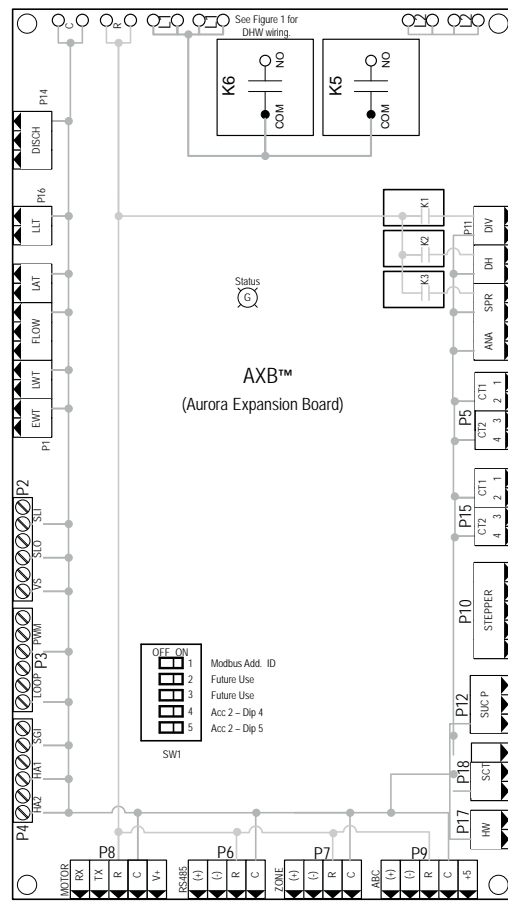 C
R
L1
L1
See Figure 1 for
DHW wiring.
L2
L2
K6
NO
COM
K5
NO
COM
P14
DISCH
P16
LLT
LAT
FLOW
LWT
EWT
P1
K1
K2
K3
P11
DIV
DH
SPR
ANA
Status
G
AXB™
(Aurora Expansion Board)
P5
CT1 1
2
CT2 3
4
P15
CT1 1
2
CT2 3
4
P10
STEPPER
P2
SLI
SLO
VS
P3
PWM
LOOP
P4
SGI
HA1
HA2
OFF ON
1 Modbus Add. ID
2 Future Use
3 Future Use
4 Acc 2 – Dip 4
5 Acc 2 – Dip 5
SW1
P12
SUC P
P18
SCT
P17
HW
P8
MOTOR
RX
TX
R
C
V+
P6
RS485
(+)
(-)
R
C
P7
ZONE
(+)
(-)
R
C
P9
ABC
(+)
(-)
R
C
+5